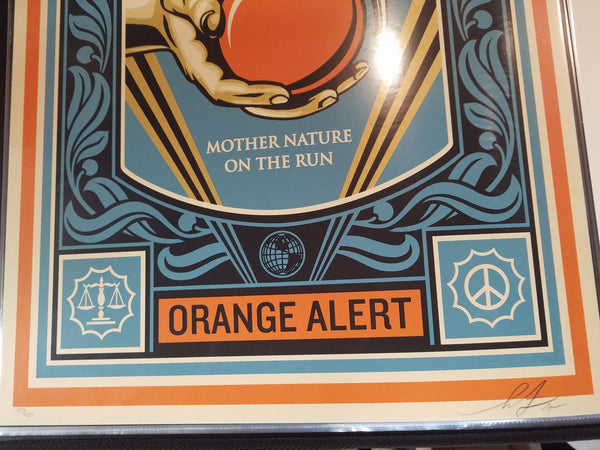 MOTHER NATURE
ON THE RUN
ORANGE ALERT